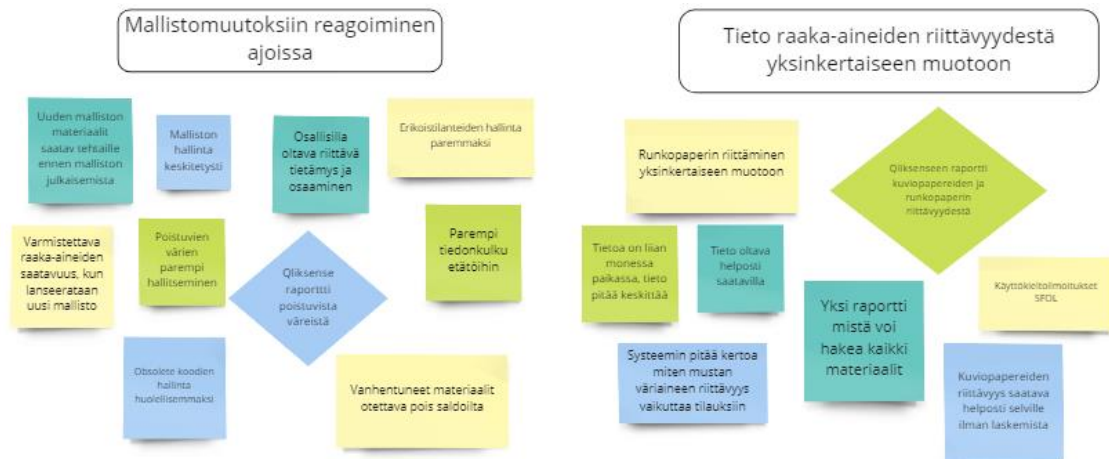 Mallistomuutoksiin reagoiminen
ajoissa
Uuden malliston
materiaalit
saatav tehtaille
ennen malliston
julkaisemista
Malliston
hallinta
keskitetysti
Osallisilla
oltava riittävä
tietämys ja
osaaminen
Erikoistilanteiden hallinta
paremmaksi
Varmistettava
raaka-aineiden
saatavuus, kun
lanseerataan
uusi mallisto
Poistuvien
värien
parempi
hallitseminen
Qliksense
raporttti
poistuvista
väreistä
Parempi
tiedonkulku
etätöihin
Obsolete koodien
hallinta
huolellisemmaksi
Vanhentuneet materiaalit
otettava pois saldoilta
Tieto raaka-aineiden riittävyydestä
yksinkertaiseen muotoon
Runkopaperin riittäminen
yksinkertaiseen muotoon
Qliksenseen raportti
kuviopapereiden ja
runkopaperin
riittävyydestä
Tietoa on liian
monessa
paikassa, tieto
pitää keskittää
Tieto oltava
helposti
saatavilla
Yksi raportti
mistä voi
hakea kaikki
materiaalit
Käyttökieltoilmoitukset
SFOL
Systeemin pitää kertoa
miten mustan
väriaineen riittävyys
vaikuttaa tilauksiin
Kuviopapereiden
riittävyys saatava
helposti selville
ilman laskemista